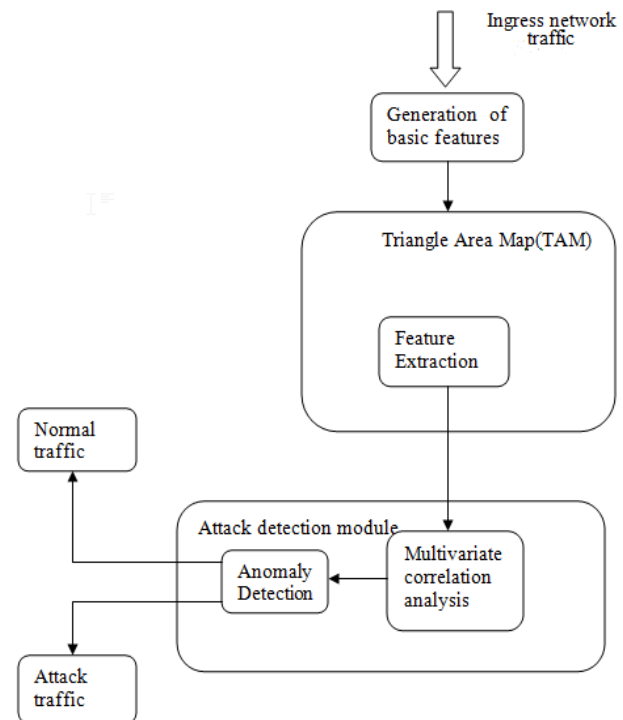 Ingress network
traffic
Generation of
basic features
Triangle Area Map(TAM)
Feature
Extraction
Normal
traffic
Attack detection module
Multivariate
correlation
analysis
Anomaly
Detection
Attack
traffic